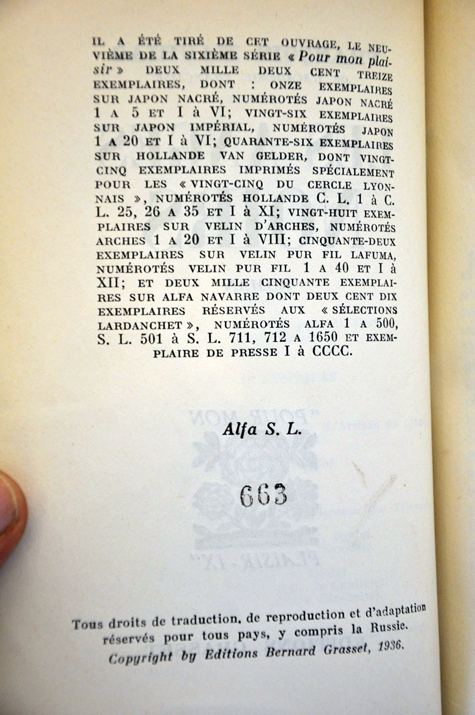 IL A ÉTÉ TIRÉ DE CET OUVRAGE, LE NEU-
VIÈME DE LA SIXIÈME SÉRIE « Pour mon plai-
sir » DEUX MILLE DEUX CENT TREIZE
EXEMPLAIRES, DONT : ONZE EXEMPLAIRES
SUR JAPON NACRÉ, NUMÉROTÉS JAPON NACRÉ
1 A 5 ET I à VI; VINGT-SIX EXEMPLAIRES
SUR JAPON IMPÉRIAL, NUMÉROTÉS JAPON
1 A 20 ET I à VI; QUARANTE-SIX EXEMPLAIRES
SUR HOLLANDE VAN GELDER, DONT VINGT-
CINQ EXEMPLAIRES IMPRIMÉS SPÉCIALEMENT
POUR LES « VINGT-CINQ DU CERCLE LYON-
NAIS », NUMÉROTÉS HOLLANDE C. L. 1 à C.
L. 25, 26 A 35 ET I à XI; VINGT-HUIT EXEM-
PLAIRES SUR VELIN D'ARCHES, NUMÉROTÉS
ARCHES 1 A 20 ET I à VIII; CINQUANTE-DEUX
EXEMPLAIRES SUR VELIN PUR FIL LAFUMA,
NUMÉROTÉS VELIN PUR FIL 1 A 40 ET I à
XII; ET DEUX MILLE CINQUANTE EXEMPLAI-
RES SUR ALFA NAVARRE DONT DEUX CENT DIX
EXEMPLAIRES RÉSERVÉS AUX « SÉLECTIONS
LARDANCHET », NUMÉROTÉS ALFA 1 A 500,
S. L. 501 à S. L. 711, 712 A 1650 ET EXEM-
PLAIRE DE PRESSE I à CCCC.
Alfa S. L.
663
"POUR MON
PLAISIR-IX"
Tous droits de traduction, de reproduction et d'adaptation
réservés pour tous pays, y compris la Russie.
Copyright by Editions Bernard Grasset, 1936.